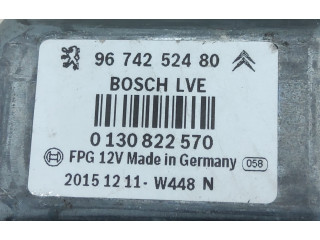 96 742 524 80
BOSCH LVE
0 130 822 570
FPG 12V Made in Germany 058
2015 12 11 - W448 N